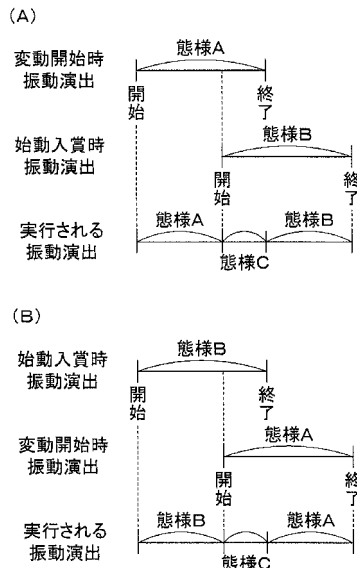 (A)
態様A
変動開始時
振動演出
開始
終了
態様B
始動入賞時
振動演出
開始
終了
態様A
態様B
実行される
振動演出
態様C
(B)
態様B
始動入賞時
振動演出
開始
終了
態様A
変動開始時
振動演出
開始
終了
態様B
態様A
実行される
振動演出
態様C